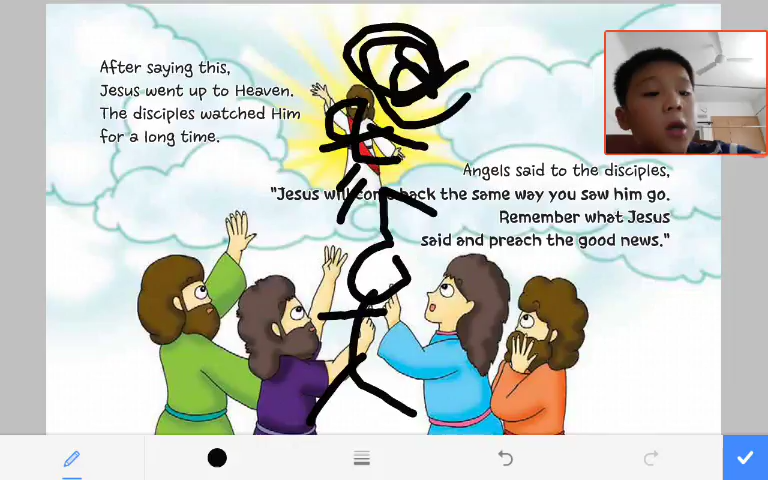 After saying this,
Jesus went up to Heaven.
The disciples watched Him
for a long time.
Angels said to the disciples,
"Jesus will come back the same way you saw him go.
Remember what Jesus
said and preach the good news."